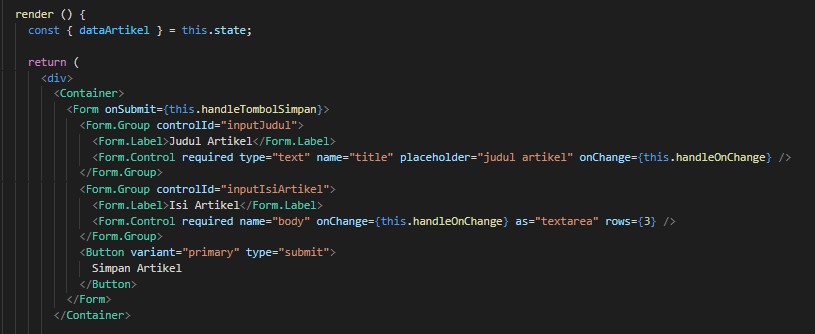 render () {
const { dataArtikel } = this.state;
return (
<div>
<Container>
<Form onSubmit={this.handleTombolSimpan}>
<Form.Group controlId="inputJudul">
<Form.Label>Judul Artikel</Form.Label>
<Form.Control required type="text" name="title" placeholder="judul artikel" onChange={this.handleOnChange} />
</Form.Group>
<Form.Group controlId="inputIsiArtikel">
<Form.Label>Isi Artikel</Form.Label>
<Form.Control required name="body" onChange={this.handleOnChange} as="textarea" rows={3} />
</Form.Group>
<Button variant="primary" type="submit">
Simpan Artikel
</Button>
</Form>
</Container>